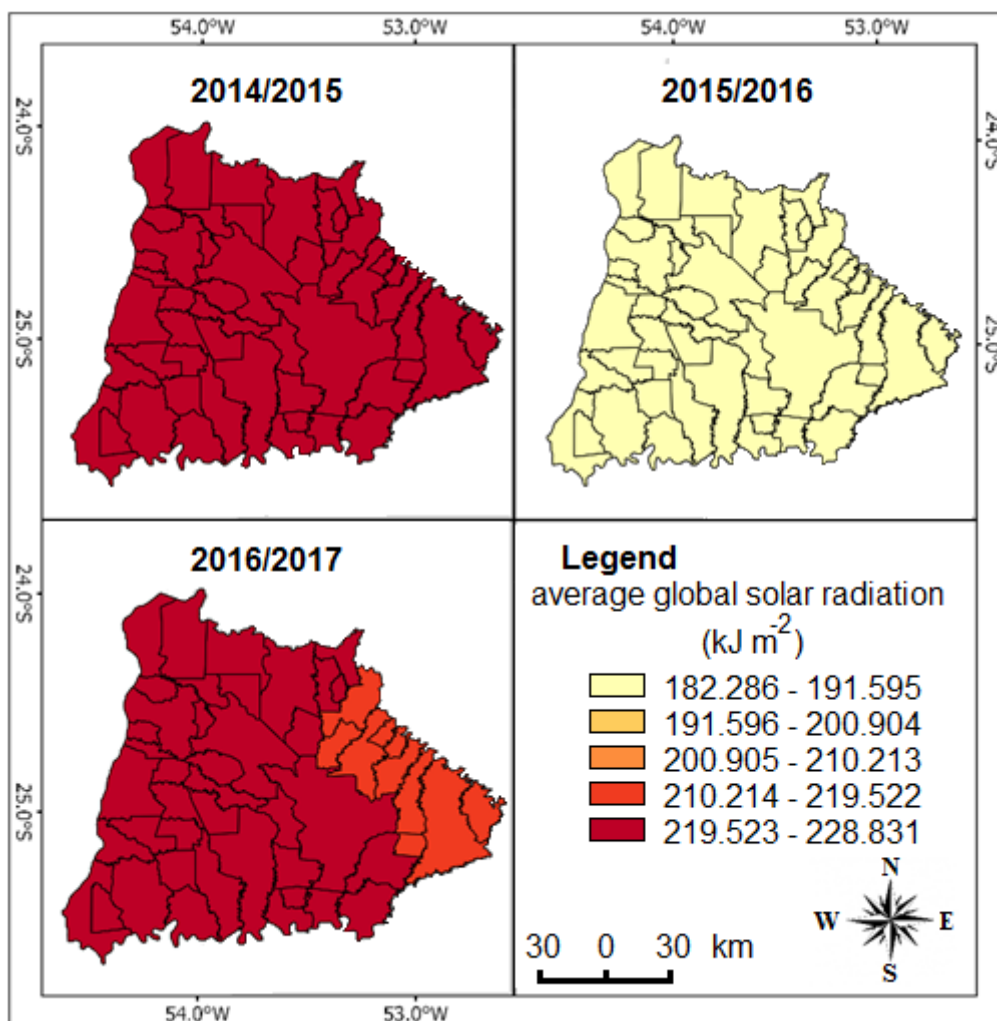 54.0°W 53.0°W 54.0°W 53.0°W
2014/2015
24.0°S
25.0°S
2015/2016
24.0°S
25.0°S
2016/2017
24.0°S
25.0°S
54.0°W 53.0°W
Legend
average global solar radiation
(kJ m-2)
182.286 - 191.595
191.596 - 200.904
200.905 - 210.213
210.214 - 219.522
219.523 - 228.831
30 0 30 km
N
W E
S